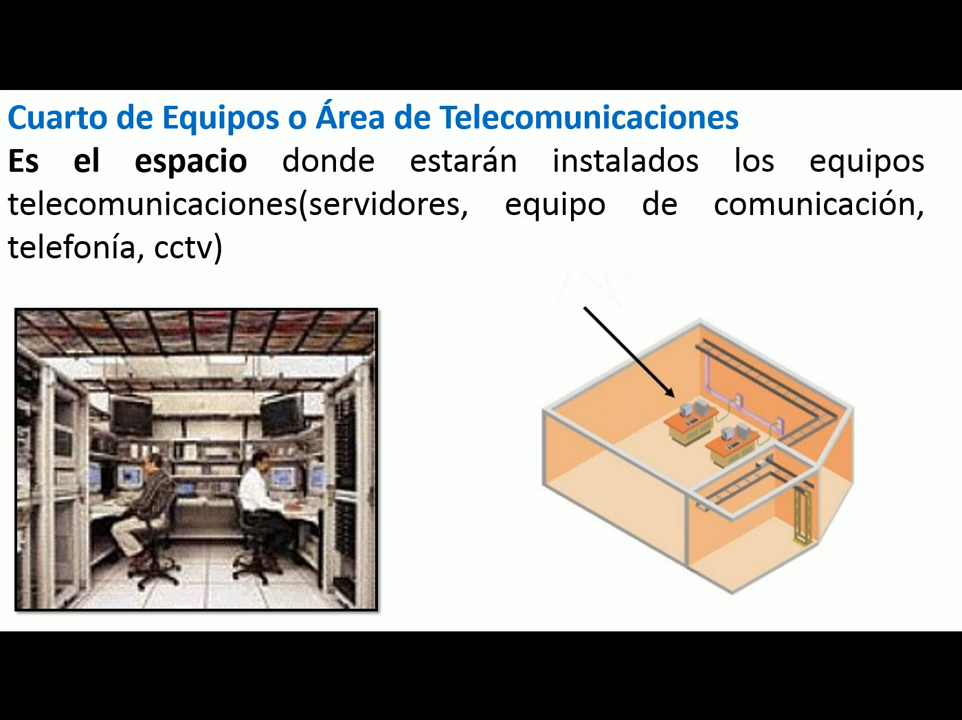 Cuarto de Equipos o Área de Telecomunicaciones
Es el espacio donde estarán instalados los equipos
telecomunicaciones(servidores, equipo de comunicación,
telefonía, cctv)